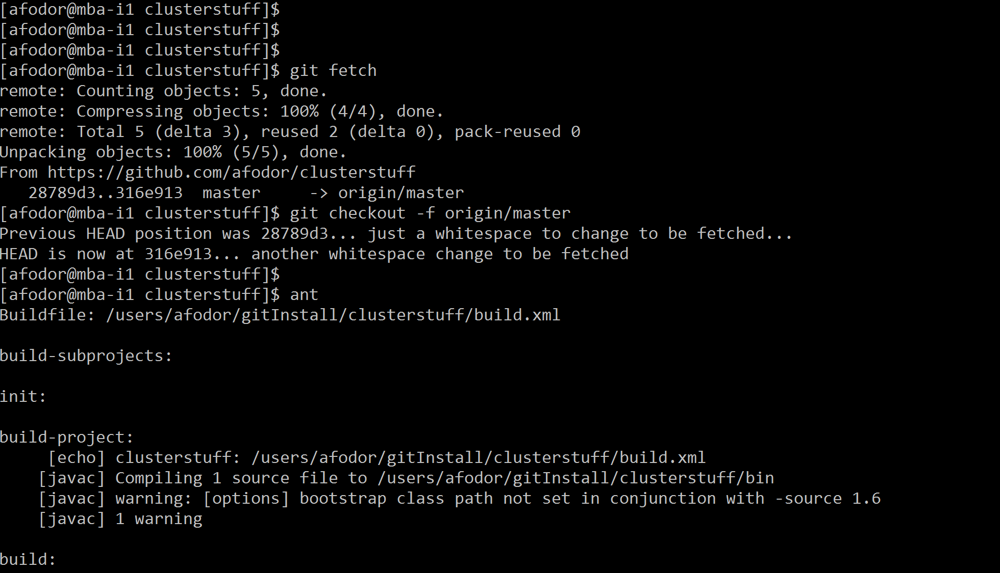 [afodor@mba-i1 clusterstuff]$
[afodor@mba-i1 clusterstuff]$
[afodor@mba-i1 clusterstuff]$
[afodor@mba-i1 clusterstuff]$ git fetch
remote: Counting objects: 5, done.
remote: Compressing objects: 100% (4/4), done.
remote: Total 5 (delta 3), reused 2 (delta 0), pack-reused 0
Unpacking objects: 100% (5/5), done.
From https://github.com/afodor/clusterstuff
   28789d3..316e913  master     -> origin/master
[afodor@mba-i1 clusterstuff]$ git checkout -f origin/master
Previous HEAD position was 28789d3... just a whitespace to change to be fetched...
HEAD is now at 316e913... another whitespace change to be fetched
[afodor@mba-i1 clusterstuff]$
[afodor@mba-i1 clusterstuff]$ ant
Buildfile: /users/afodor/gitInstall/clusterstuff/build.xml

build-subprojects:

init:

build-project:
     [echo] clusterstuff: /users/afodor/gitInstall/clusterstuff/build.xml
    [javac] Compiling 1 source file to /users/afodor/gitInstall/clusterstuff/bin
    [javac] warning: [options] bootstrap class path not set in conjunction with -source 1.6
    [javac] 1 warning

build: